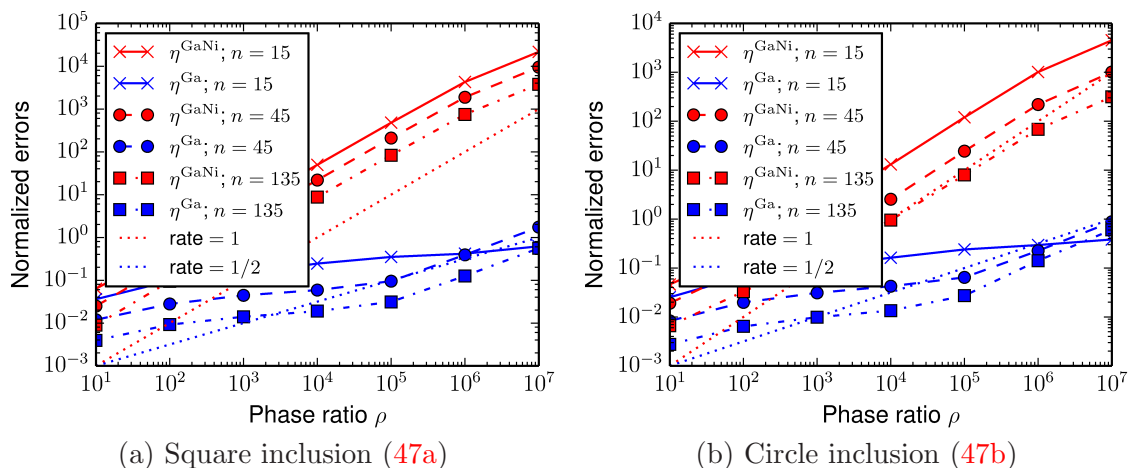 10^5
10^4
10^3
10^2
10^1
10^0
10^-1
10^-2
10^-3
Normalized errors
η^GaNi; n = 15
η^Ga; n = 15
η^GaNi; n = 45
η^Ga; n = 45
η^GaNi; n = 135
η^Ga; n = 135
rate = 1
rate = 1/2
10^1 10^2 10^3 10^4 10^5 10^6 10^7
Phase ratio ρ
(a) Square inclusion (47a)
10^4
10^3
10^2
10^1
10^0
10^-1
10^-2
10^-3
Normalized errors
η^GaNi; n = 15
η^Ga; n = 15
η^GaNi; n = 45
η^Ga; n = 45
η^GaNi; n = 135
η^Ga; n = 135
rate = 1
rate = 1/2
10^1 10^2 10^3 10^4 10^5 10^6 10^7
Phase ratio ρ
(b) Circle inclusion (47b)